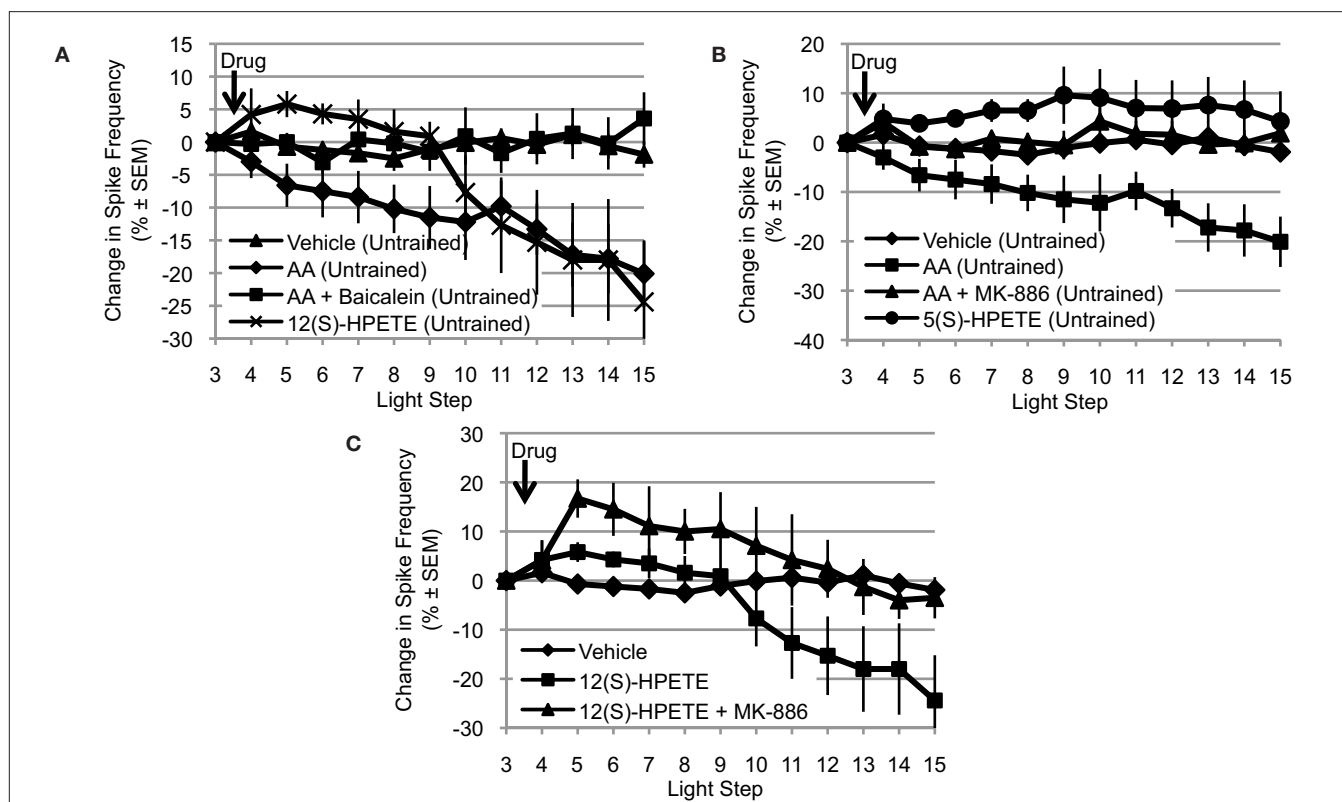 A
Change in Spike Frequency
(% ± SEM)
15
10
5
0
-5
-10
-15
-20
-25
-30
Drug
Vehicle (Untrained)
AA (Untrained)
AA + Baicalein (Untrained)
12(S)-HPETE (Untrained)
3 4 5 6 7 8 9 10 11 12 13 14 15
Light Step
B
Change in Spike Frequency
(% ± SEM)
20
10
0
-10
-20
-30
-40
Drug
Vehicle (Untrained)
AA (Untrained)
AA + MK-886 (Untrained)
5(S)-HPETE (Untrained)
3 4 5 6 7 8 9 10 11 12 13 14 15
Light Step
C
Change in Spike Frequency
(% ± SEM)
30
20
10
0
-10
-20
-30
Drug
Vehicle
12(S)-HPETE
12(S)-HPETE + MK-886
3 4 5 6 7 8 9 10 11 12 13 14 15
Light Step